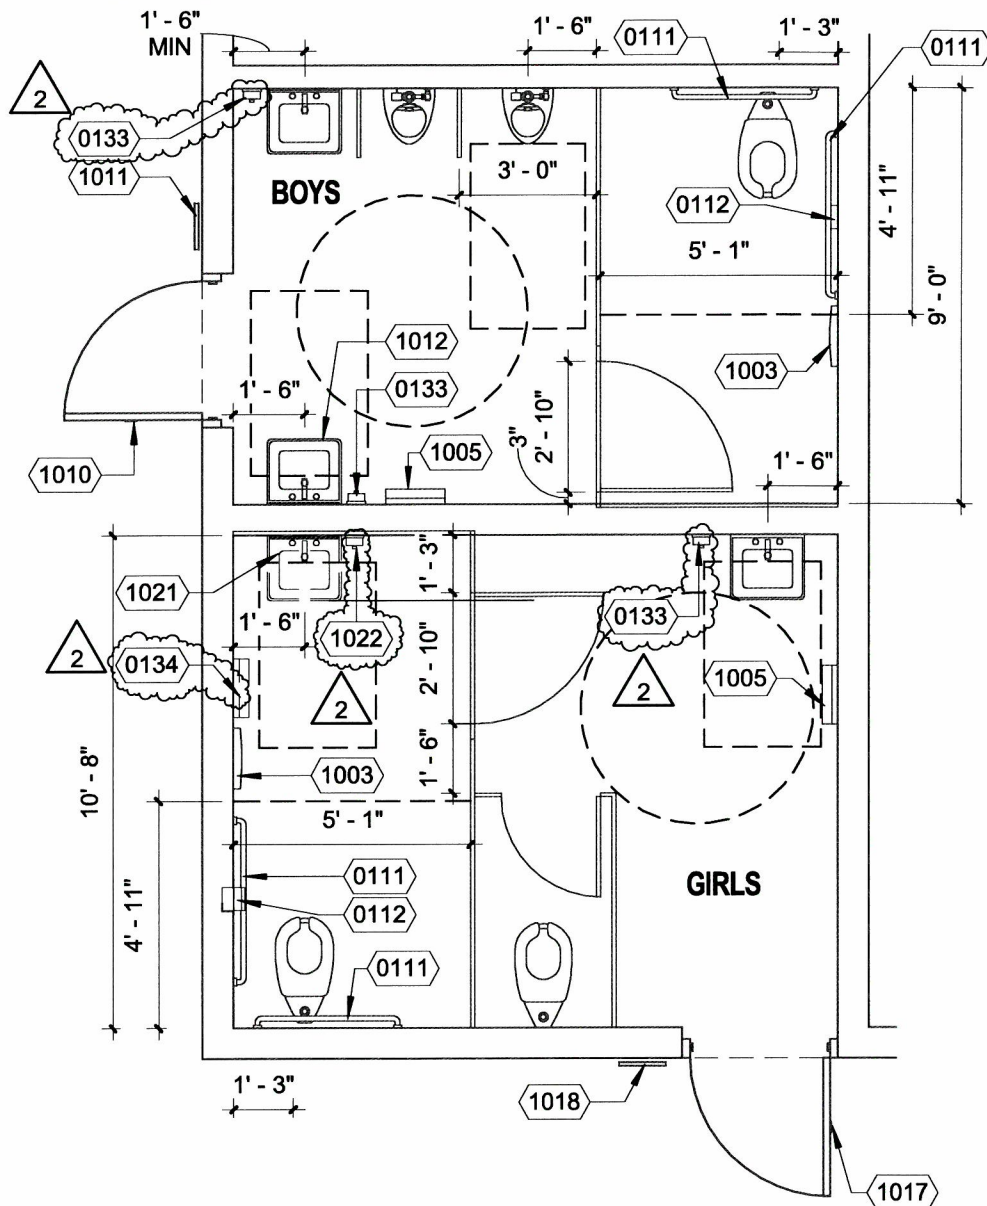 1' - 6"
MIN
1' - 6"
0111
1' - 3"
0111
2
0133
1011
BOYS
3' - 0"
0112
5' - 1"
4' - 11"
9' - 0"
1012
0133
1' - 6"
1003
1005
3"
2' - 10"
1' - 6"
1010
1021
1' - 3"
1' - 6"
1022
0133
2
0134
2' - 10"
2
2
1005
1003
1' - 6"
10' - 8"
5' - 1"
0111
0112
GIRLS
4' - 11"
0111
1' - 3"
1018
1017